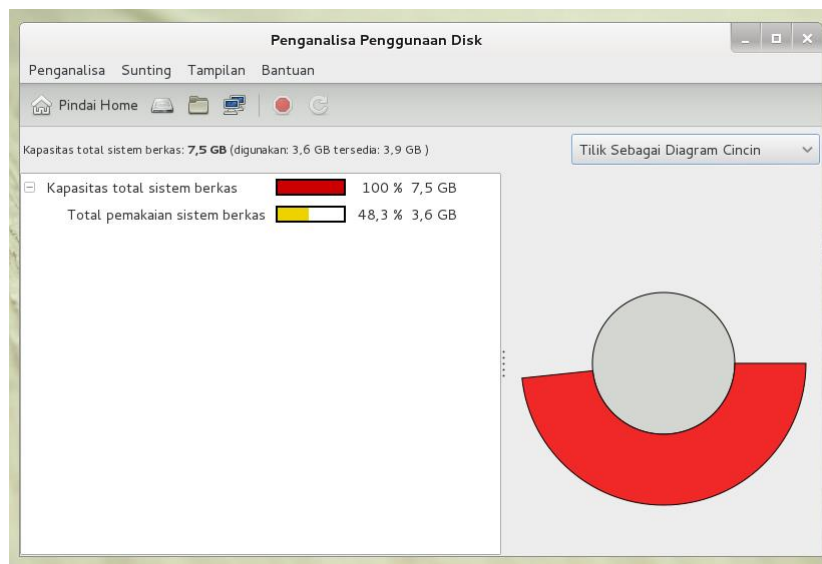 Penganalisa Penggunaan Disk
Penganalisa Sunting Tampilan Bantuan
Pindai Home
Kapasitas total sistem berkas: 7,5 GB (digunakan: 3,6 GB tersedia: 3,9 GB )
Tilik Sebagai Diagram Cincin
Kapasitas total sistem berkas 100 % 7,5 GB
Total pemakaian sistem berkas 48,3 % 3,6 GB